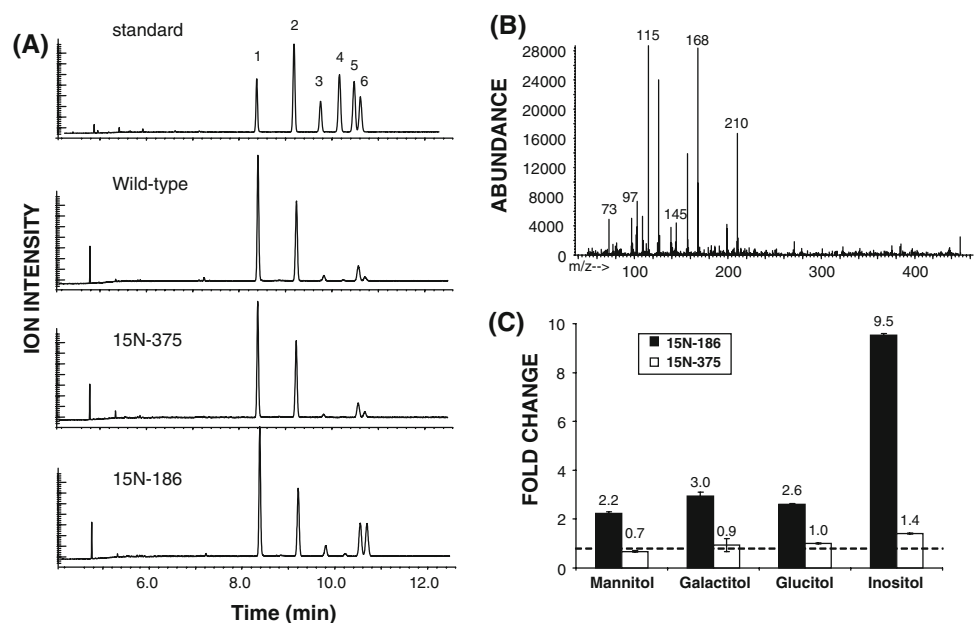 (A)
standard
1
2
3
4
5
6
Wild-type
15N-375
15N-186
ION INTENSITY
6.0 8.0 10.0 12.0
Time (min)
(B)
ABUNDANCE
28000
24000
20000
16000
12000
8000
4000
0
115
168
210
73
97
145
m/z-->
100 200 300 400
(C)
FOLD CHANGE
10
8
6
4
2
0
15N-186
15N-375
2.2
0.7
3.0
0.9
2.6
1.0
9.5
1.4
Mannitol Galactitol Glucitol Inositol